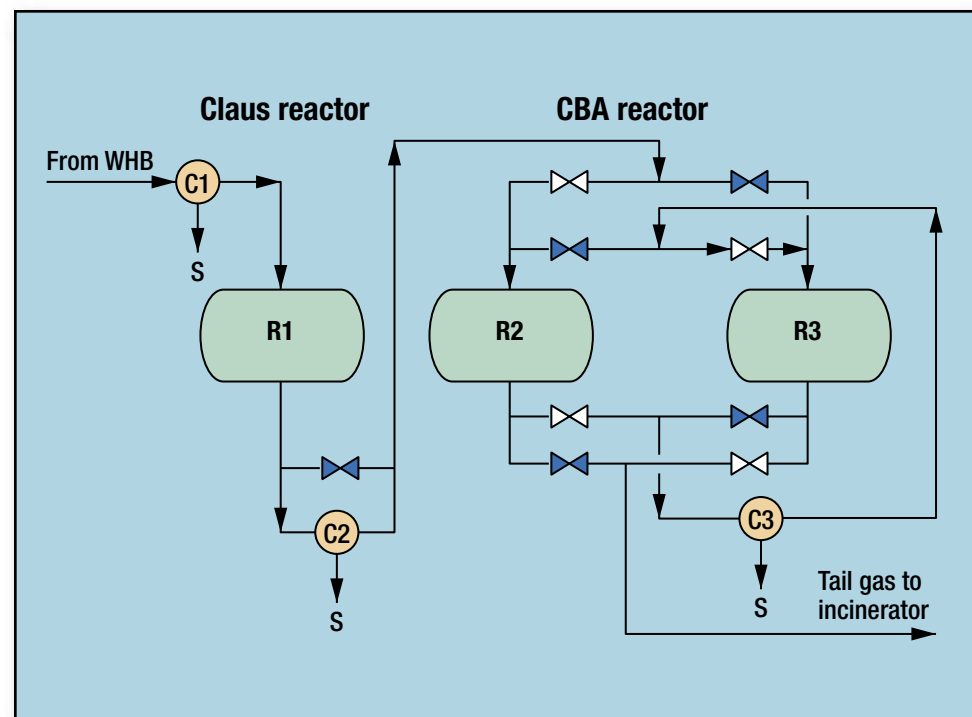 Claus reactor
CBA reactor
From WHB
C1
S
R1
R2
R3
C2
C3
S
S
Tail gas to
incinerator